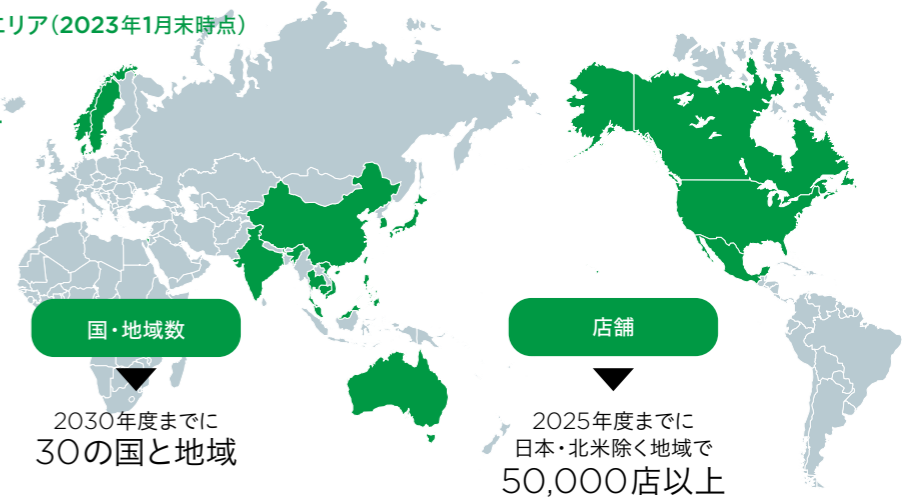 エリア(2023年1月末時点)
国・地域数
2030年度までに
30の国と地域
店舗
2025年度までに
日本・北米除く地域で
50,000店以上